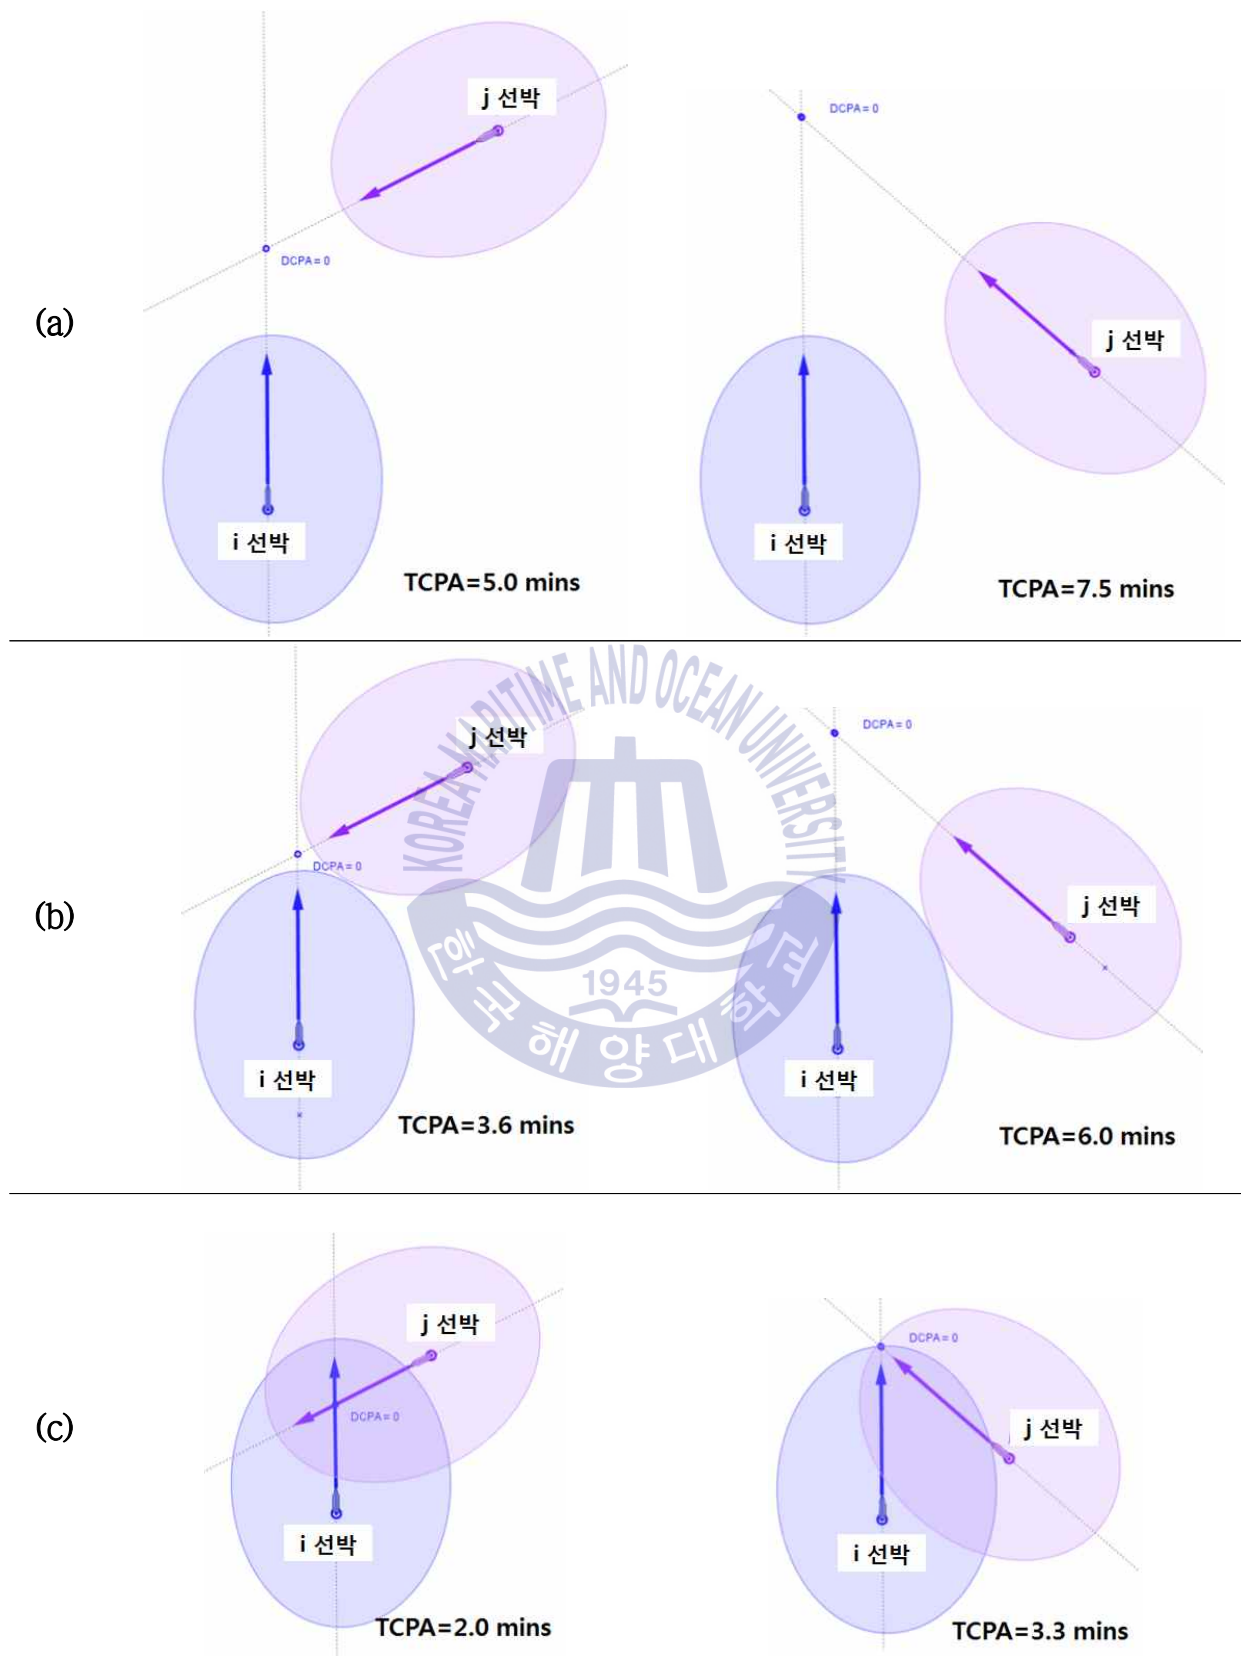 j 선박
DCPA= 0
i 선박
TCPA=5.0 mins
DCPA= 0
j 선박
i 선박
TCPA=7.5 mins
(a)
j 선박
DCPA= 0
i 선박
TCPA=3.6 mins
DCPA= 0
j 선박
i 선박
TCPA=6.0 mins
(b)
KOREA MARITIME AND OCEAN UNIVERSITY
1945
한국해양대학교
j 선박
DCPA= 0
i 선박
TCPA=2.0 mins
DCPA= 0
j 선박
i 선박
TCPA=3.3 mins
(c)